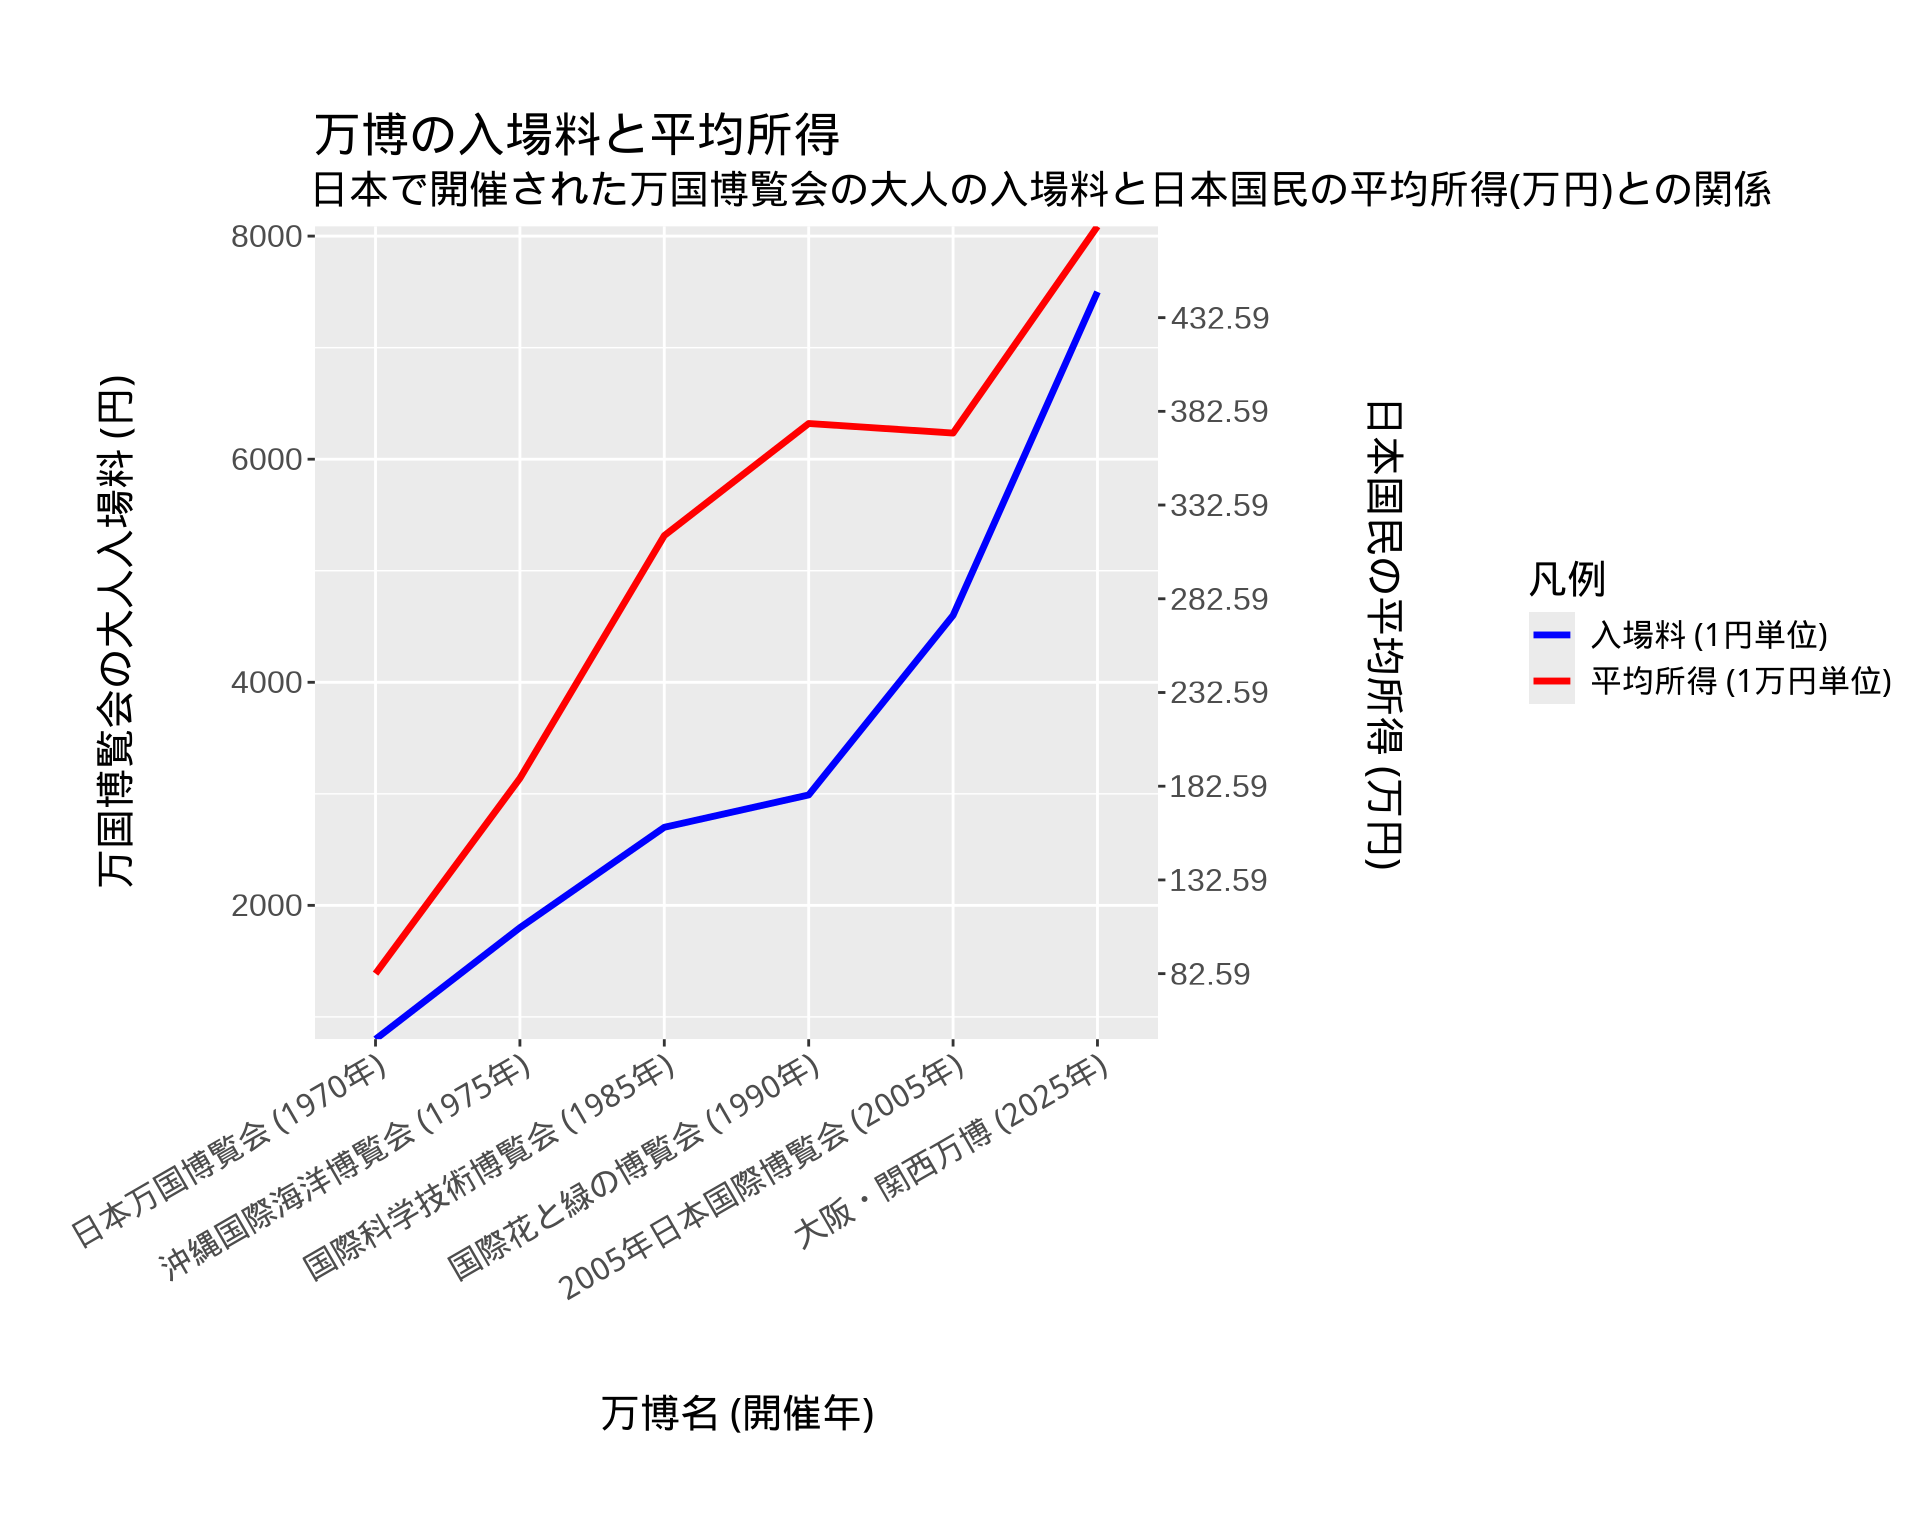 万博の入場料と平均所得
日本で開催された万国博覧会の大人の入場料と日本国民の平均所得(万円)との関係
万国博覧会の大人入場料 (円)
8000
6000
4000
2000
432.59
382.59
332.59
282.59
232.59
182.59
132.59
82.59
日本国民の平均所得 (万円)
凡例
入場料 (1円単位)
平均所得 (1万円単位)
日本万国博覧会 (1970年)
沖縄国際海洋博覧会 (1975年)
国際科学技術博覧会 (1985年)
国際花と緑の博覧会 (1990年)
2005年日本国際博覧会 (2005年)
大阪・関西万博 (2025年)
万博名 (開催年)